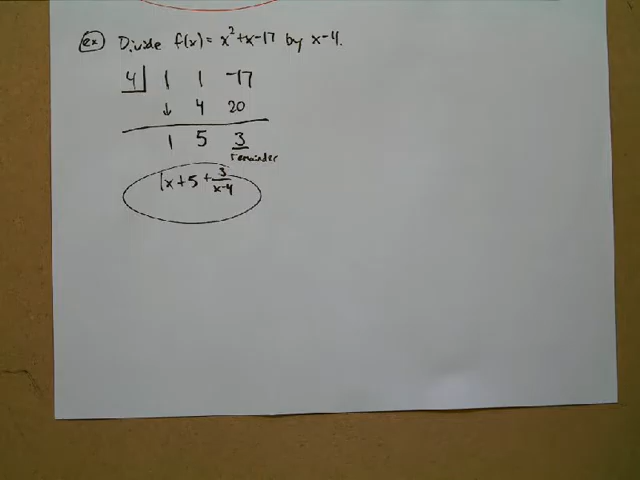 ex Divide f(x) = x² + x - 17 by x - 4.
4| 1 1 -17
↓ 4 20
1 5 3
remainder
1x + 5 + 3/(x-4)